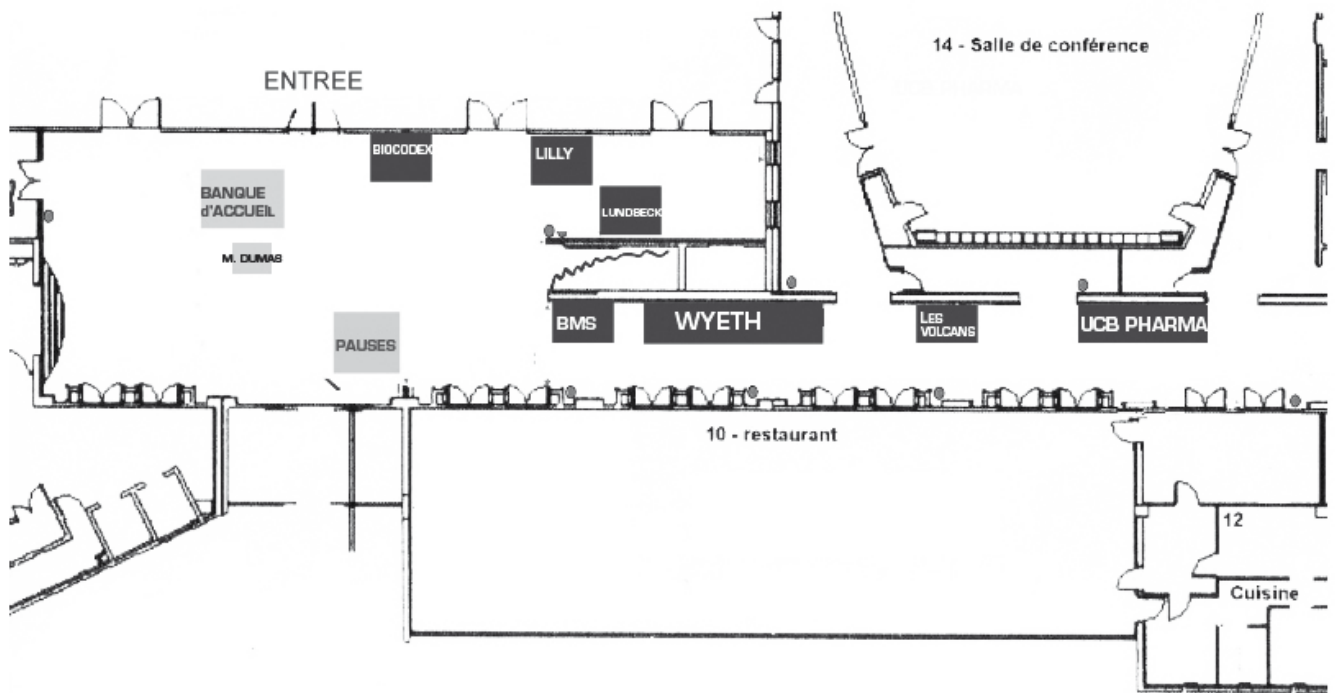 14 - Salle de conférence
ENTREE
BIOCODEX
LILLY
BANQUE
d'ACCUEIL
LUNDBECK
M. DUMAS
BMS
WYETH
LES
VOLCANS
UCB PHARMA
PAUSES
10 - restaurant
12
Cuisine